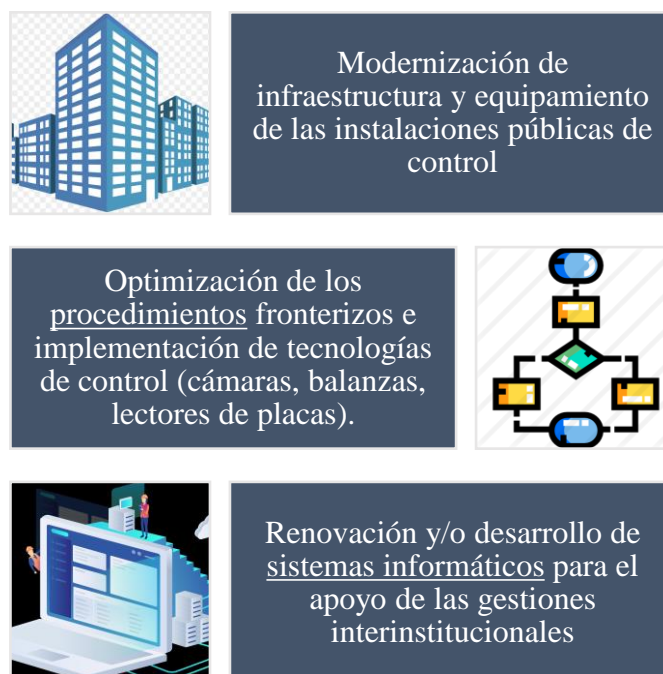 Modernización de
infraestructura y equipamiento
de las instalaciones públicas de
control
Optimización de los
procedimientos fronterizos e
implementación de tecnologías
de control (cámaras, balanzas,
lectores de placas).
Renovación y/o desarrollo de
sistemas informáticos para el
apoyo de las gestiones
interinstitucionales